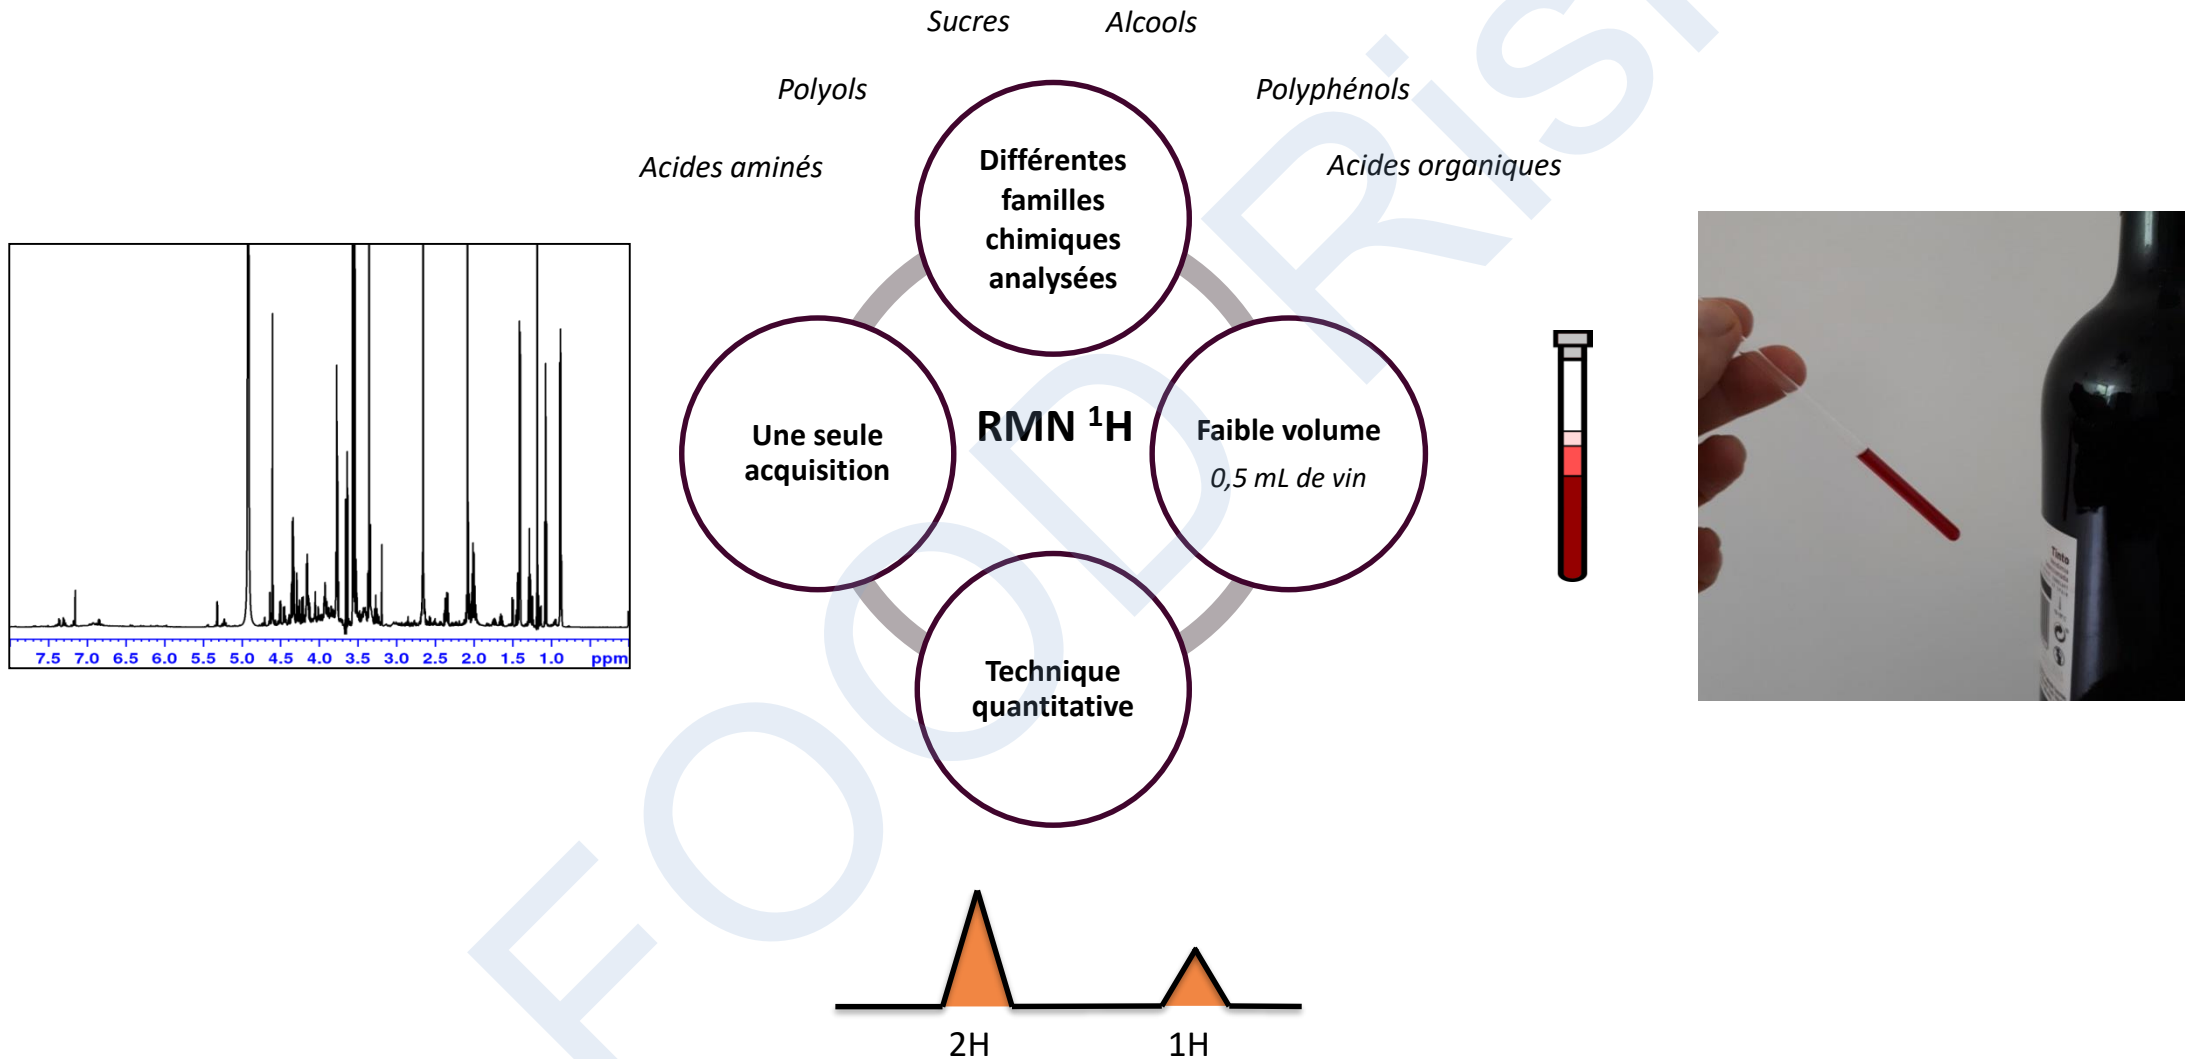 Sucres Alcools
Polyols Polyphénols
Acides aminés Acides organiques
Différentes
familles
chimiques
analysées
Une seule
acquisition
RMN ¹H
Faible volume
0,5 mL de vin
Technique
quantitative
7.5 7.0 6.5 6.0 5.5 5.0 4.5 4.0 3.5 3.0 2.5 2.0 1.5 1.0 ppm
Tinto
2H 1H
FOOD Ris